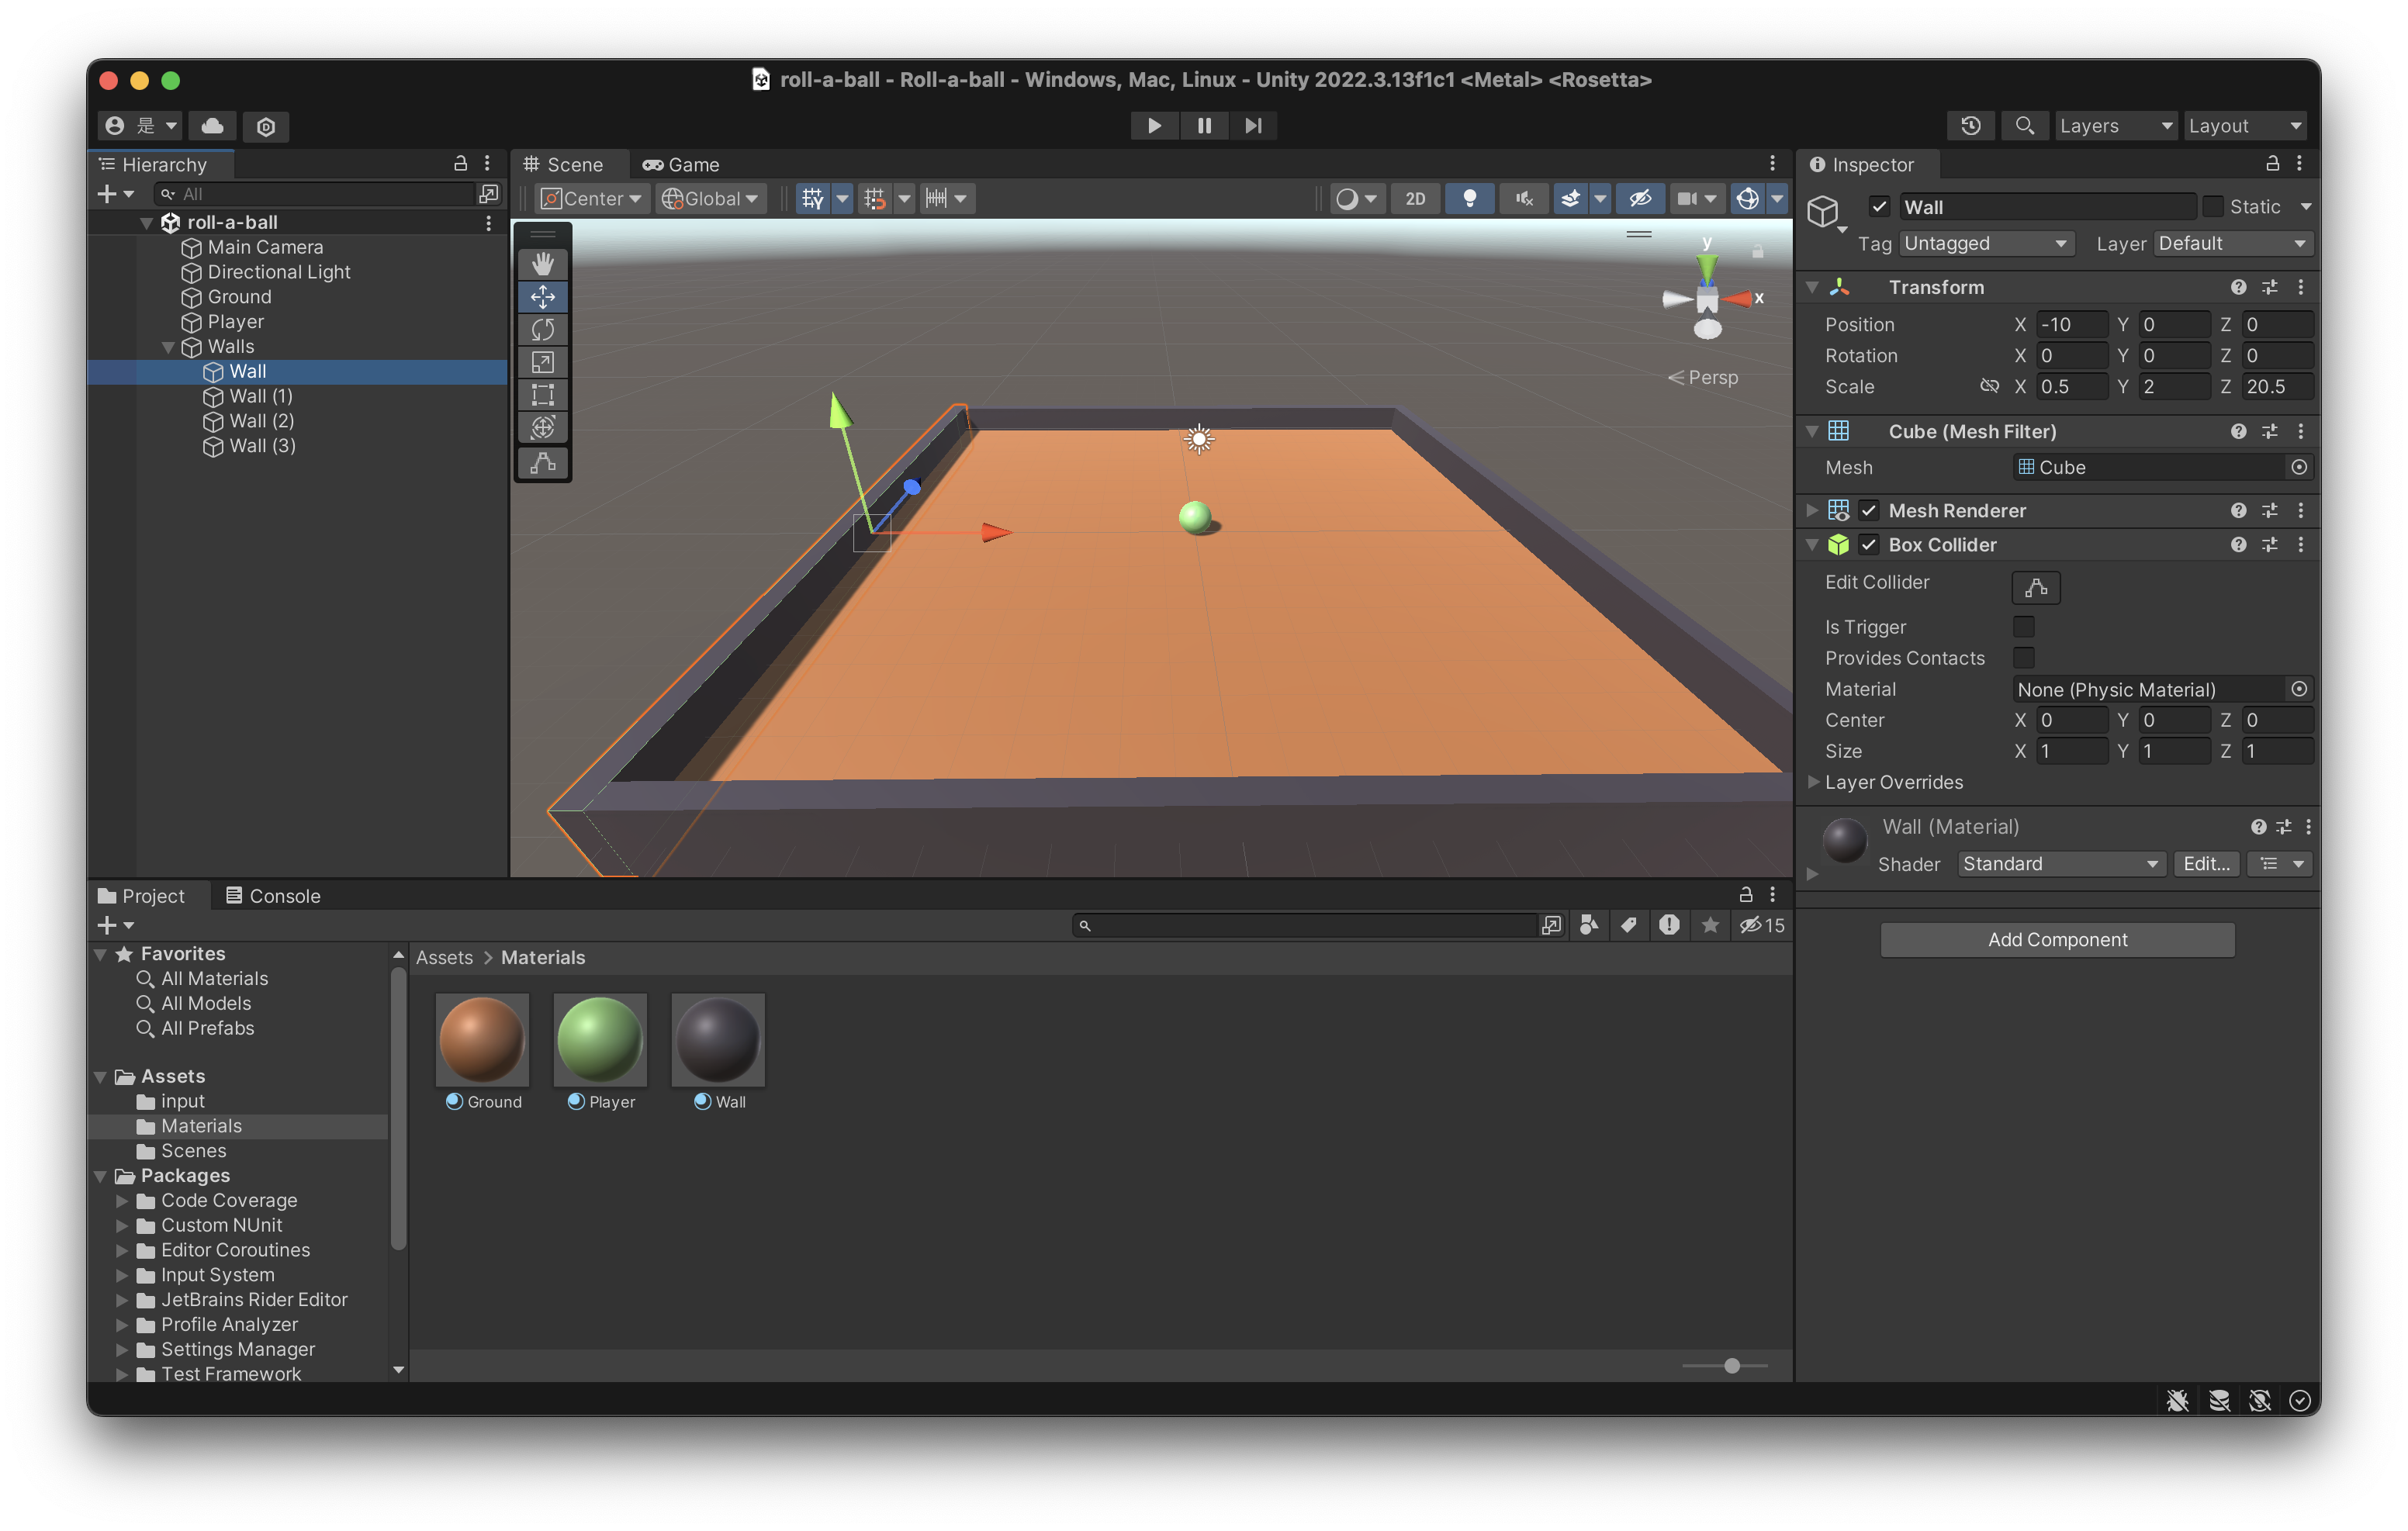 roll-a-ball - Roll-a-ball - Windows, Mac, Linux - Unity 2022.3.13f1c1 <Metal> <Rosetta>
是
Layers
Layout
Hierarchy
All
roll-a-ball
Main Camera
Directional Light
Ground
Player
Walls
Wall
Wall (1)
Wall (2)
Wall (3)
Scene
Game
Center
Global
2D
y
x
Persp
Inspector
Wall
Static
Tag Untagged Layer Default
Transform
Position X -10 Y 0 Z 0
Rotation X 0 Y 0 Z 0
Scale X 0.5 Y 2 Z 20.5
Cube (Mesh Filter)
Mesh Cube
Mesh Renderer
Box Collider
Edit Collider
Is Trigger
Provides Contacts
Material None (Physic Material)
Center X 0 Y 0 Z 0
Size X 1 Y 1 Z 1
Layer Overrides
Wall (Material)
Shader Standard Edit...
Add Component
Project
Console
15
Favorites
All Materials
All Models
All Prefabs
Assets
input
Materials
Scenes
Packages
Code Coverage
Custom NUnit
Editor Coroutines
Input System
JetBrains Rider Editor
Profile Analyzer
Settings Manager
Test Framework
Assets > Materials
Ground
Player
Wall